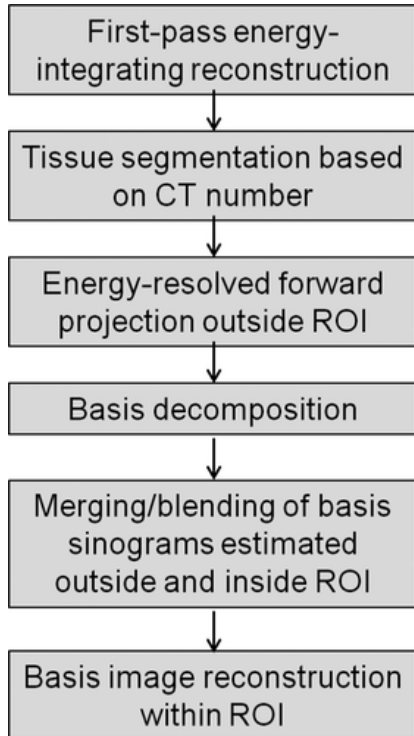 First-pass energy-
integrating reconstruction
Tissue segmentation based
on CT number
Energy-resolved forward
projection outside ROI
Basis decomposition
Merging/blending of basis
sinograms estimated
outside and inside ROI
Basis image reconstruction
within ROI